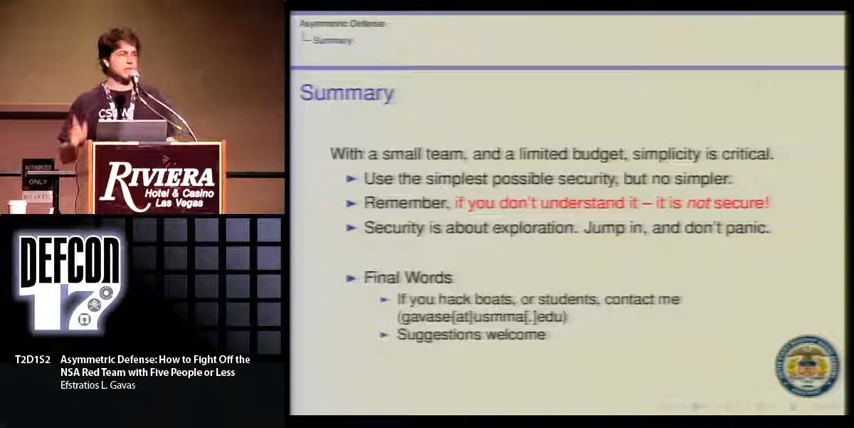 Asymmetric Defense
Summary
Summary
With a small team, and a limited budget, simplicity is critical.
Use the simplest possible security, but no simpler.
Remember, if you don't understand it – it is not secure!
Security is about exploration. Jump in, and don't panic.
Final Words
If you hack boats, or students, contact me
(gavase[at]usmma[.]edu)
Suggestions welcome
AUTHORIZED
ONLY
RIVIERA
Hotel & Casino
Las Vegas
DEFCON
17
T2D1S2 Asymmetric Defense: How to Fight Off the
NSA Red Team with Five People or Less
Efstratios L. Gavas